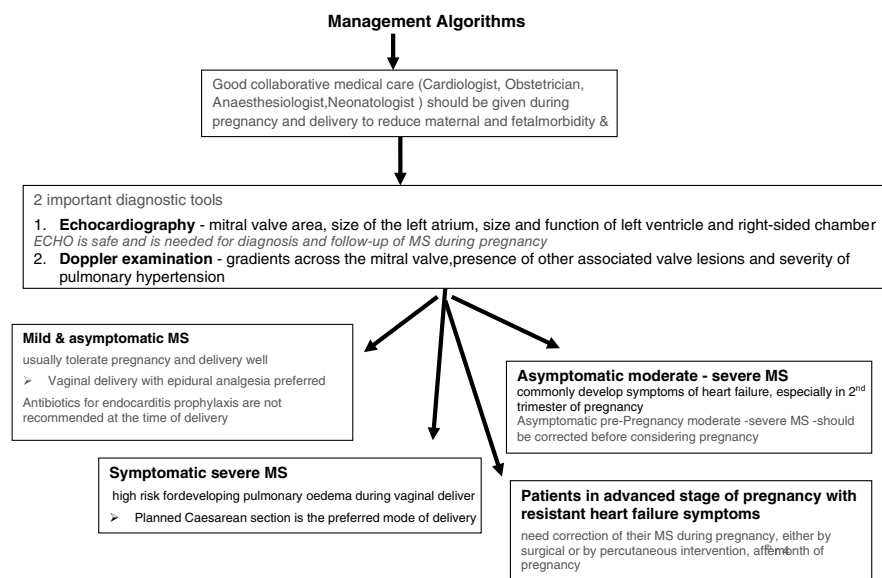 Management Algorithms
Good collaborative medical care (Cardiologist, Obstetrician,
Anaesthesiologist,Neonatologist ) should be given during
pregnancy and delivery to reduce maternal and fetalmorbidity &
2 important diagnostic tools
1. Echocardiography - mitral valve area, size of the left atrium, size and function of left ventricle and right-sided chamber
ECHO is safe and is needed for diagnosis and follow-up of MS during pregnancy
2. Doppler examination - gradients across the mitral valve,presence of other associated valve lesions and severity of
pulmonary hypertension
Mild & asymptomatic MS
usually tolerate pregnancy and delivery well
➢ Vaginal delivery with epidural analgesia preferred
Antibiotics for endocarditis prophylaxis are not
recommended at the time of delivery
Asymptomatic moderate - severe MS
commonly develop symptoms of heart failure, especially in 2nd
trimester of pregnancy
Asymptomatic pre-Pregnancy moderate -severe MS -should
be corrected before considering pregnancy
Symptomatic severe MS
high risk fordeveloping pulmonary oedema during vaginal deliver
➢ Planned Caesarean section is the preferred mode of delivery
Patients in advanced stage of pregnancy with
resistant heart failure symptoms
need correction of their MS during pregnancy, either by
surgical or by percutaneous intervention, after 4th month of
pregnancy